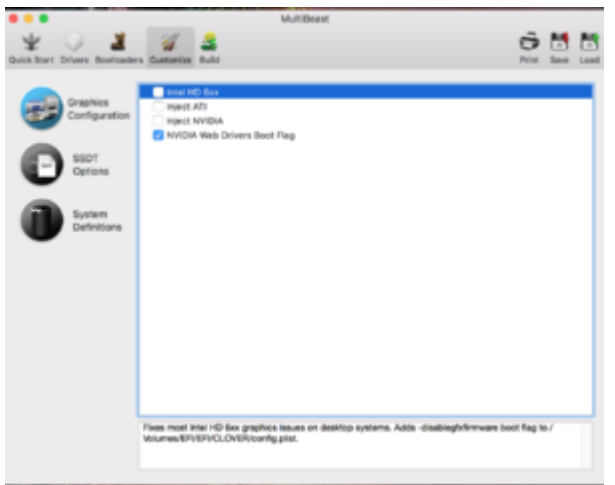 MultiBeast
Quick Start Drivers Bootloaders Customize Build Print Save Load
Graphics
Configuration
SSDT
Options
System
Definitions
Intel HD 6xx
Inject ATI
Inject NVIDIA
NVIDIA Web Drivers Boot Flag
Fixes most Intel HD 6xx graphics issues on desktop systems. Adds -disablegfxfirmware boot flag to /
Volumes/EFI/EFI/CLOVER/config.plist.